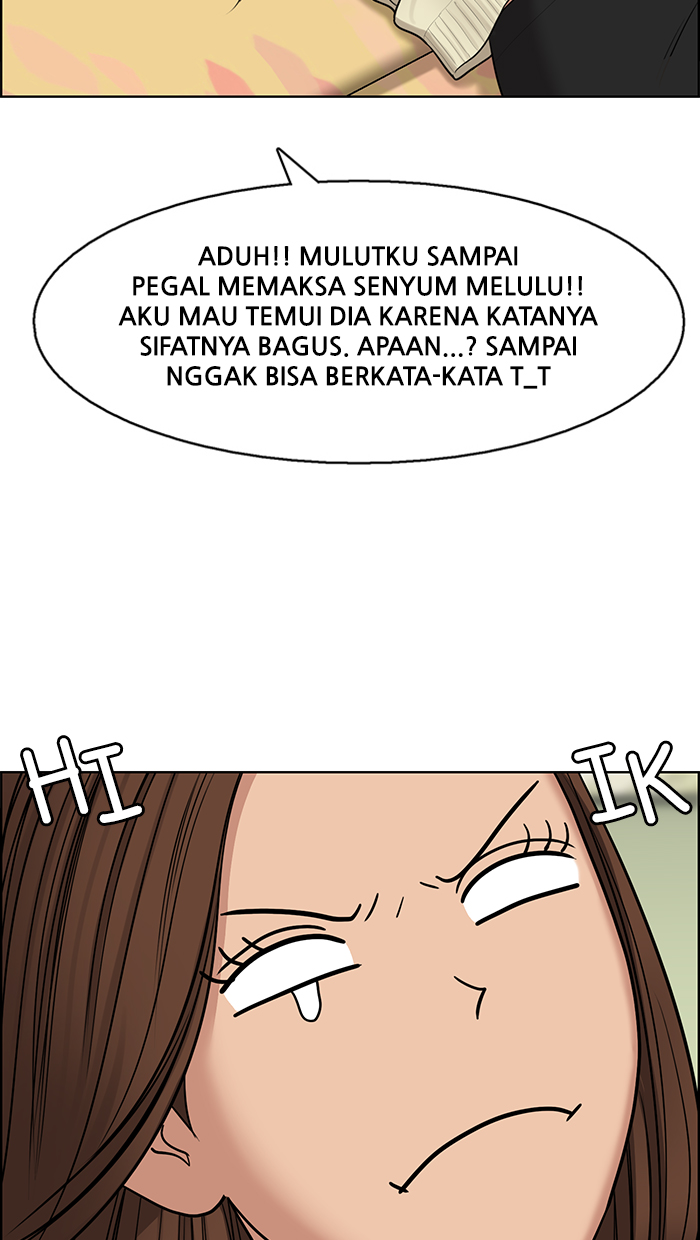 ADUH!! MULUTKU SAMPAI
PEGAL MEMAKSA SENYUM MELULU!!
AKU MAU TEMUI DIA KARENA KATANYA
SIFATNYA BAGUS. APAAN...? SAMPAI
NGGAK BISA BERKATA-KATA T_T
HI IK